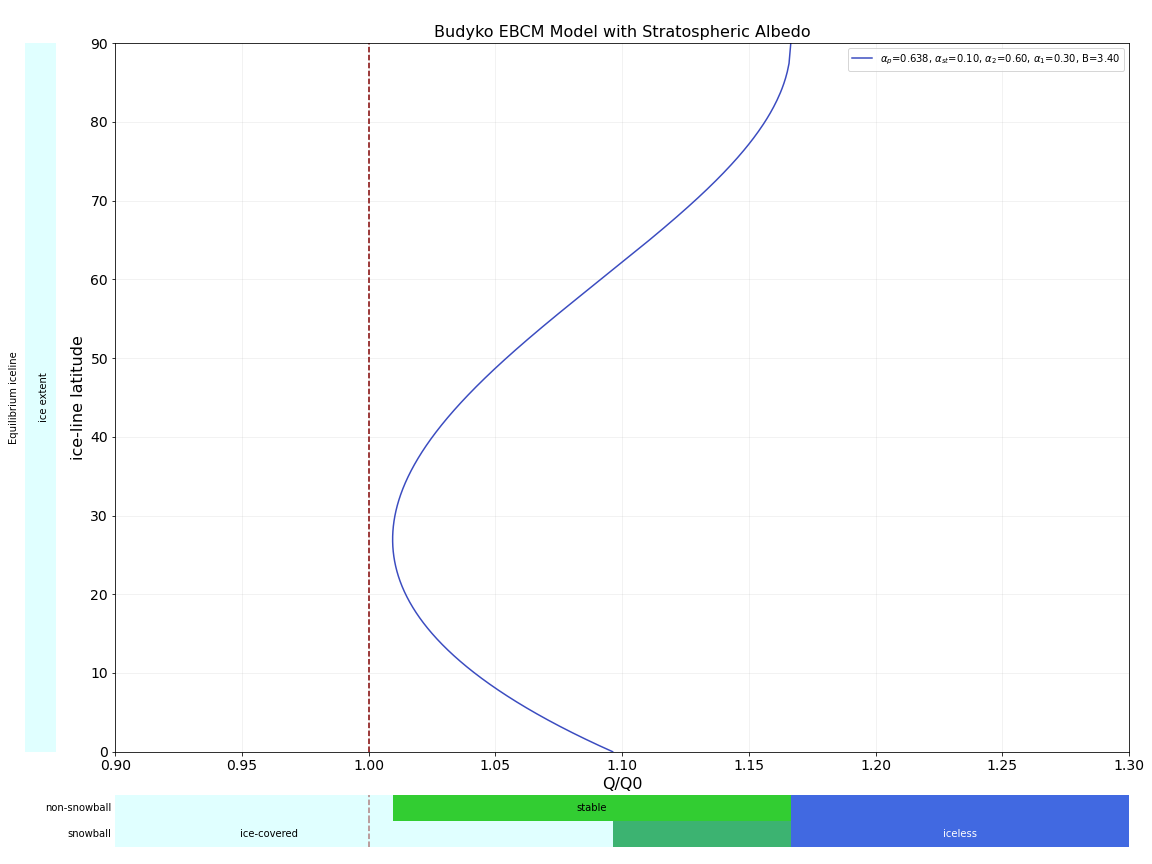 Budyko EBCM Model with Stratospheric Albedo
αp=0.638, αst=0.10, α2=0.60, α1=0.30, B=3.40
90
80
70
60
50
40
30
20
10
0
Equilibrium iceline
ice extent
ice-line latitude
0.90 0.95 1.00 1.05 1.10 1.15 1.20 1.25 1.30
Q/Q0
non-snowball
stable
snowball
ice-covered
iceless